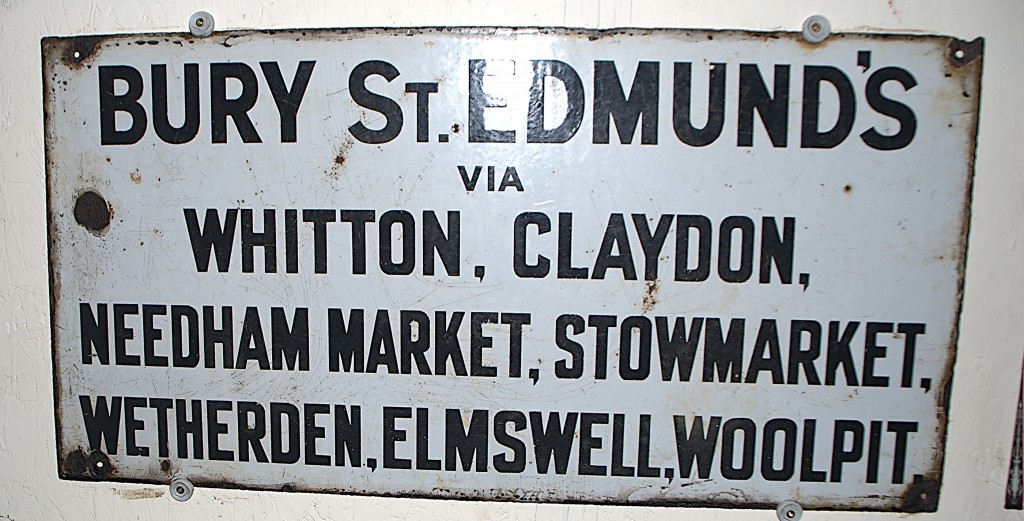 BURY ST. EDMUND'S
VIA
WHITTON, CLAYDON,
NEEDHAM MARKET, STOWMARKET,
WETHERDEN, ELMSWELL, WOOLPIT,